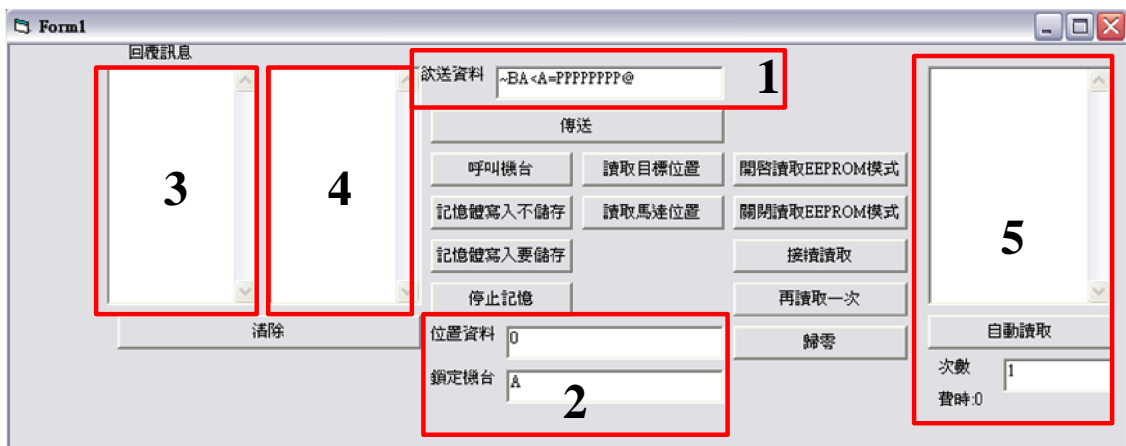 Form1
回覆訊息
欲送資料 ~BA<A=PPPPPPPP@ 1
傳送
呼叫機台 讀取目標位置 開啓讀取EEPROM模式
3 4
記憶體寫入不儲存 讀取馬達位置 關閉讀取EEPROM模式
5
記憶體寫入要儲存 接續讀取
停止記憶 再讀取一次
清除
位置資料 0 歸零 自動讀取
鎖定機台 A
2
次數 1
費時:0